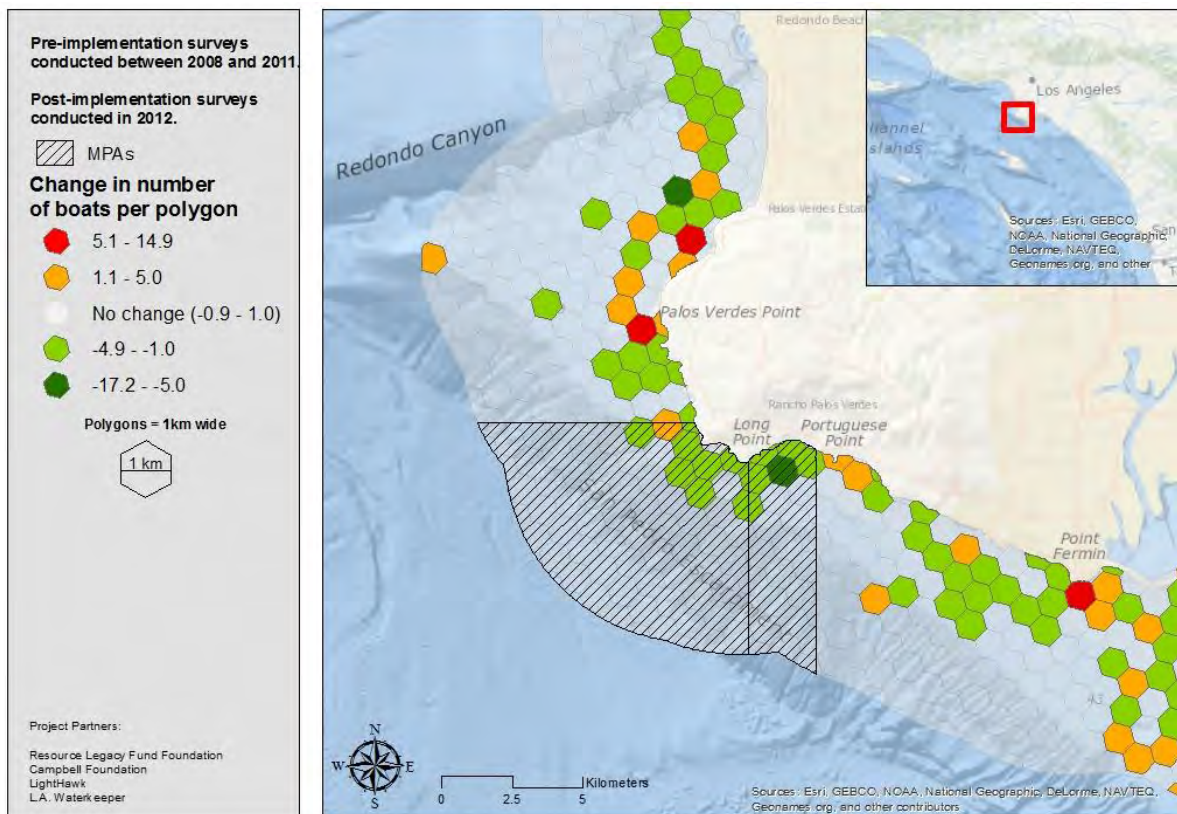 Pre-implementation surveys
conducted between 2008 and 2011.
Post-implementation surveys
conducted in 2012.
MPAs
Change in number
of boats per polygon
5.1 - 14.9
1.1 - 5.0
No change (-0.9 - 1.0)
-4.9 - -1.0
-17.2 - -5.0
Polygons = 1km wide
1 km
Project Partners:
Resource Legacy Fund Foundation
Campbell Foundation
LightHawk
L.A. Waterkeeper
Redondo Beach
Redondo Canyon
Palos Verdes Estat
Palos Verdes Point
Rancho Palos Verdes
Long
Point
Portuguese
Point
Point
Fermin
43
N
W
E
S
Kilometers
0
2.5
5
Sources: Esri, GEBCO, NOAA, National Geographic, DeLorme, NAVTEQ,
Geonames.org, and other contributors
Los Angeles
hannel
slands
San
Sources: Esri, GEBCO,
NOAA, National Geographic,
DeLorme, NAVTEQ,
Geonames.org, and other